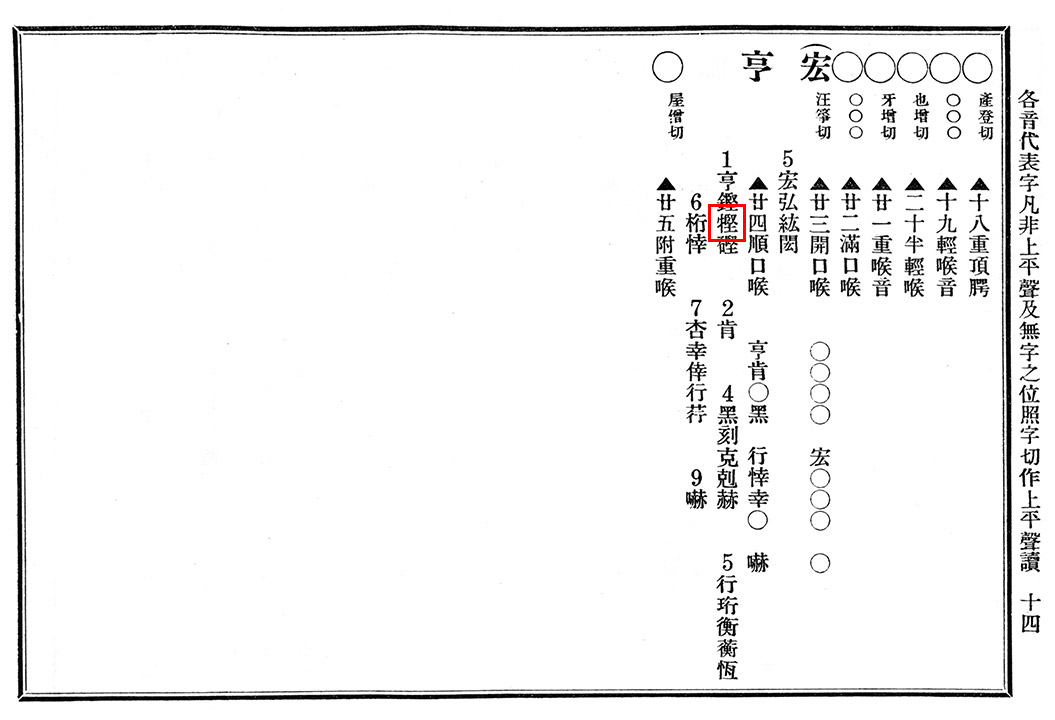 各音代表字凡非上平聲及無字之位照字切作上平聲讀 十四
○ 產登切 ▲十八重頂腭
○ ○○○ ▲十九輕喉音
○ 也增切 ▲二十半輕喉
○ 牙增切 ▲廿一重喉音
○ ○○○ ▲廿二滿口喉
(宏 汪箏切 ▲廿三開口喉 ○○○○ 宏○○○ ○
5宏弘紘閎
亨 ▲廿四順口喉 亨肯○黑 行悻幸○ 嚇
1亨鏗硜 2肯 4黑刻克剋赫 5行珩衡蘅恆
6桁悻 7杏幸倖行荇 9嚇
○ 屋僧切 ▲廿五附重喉